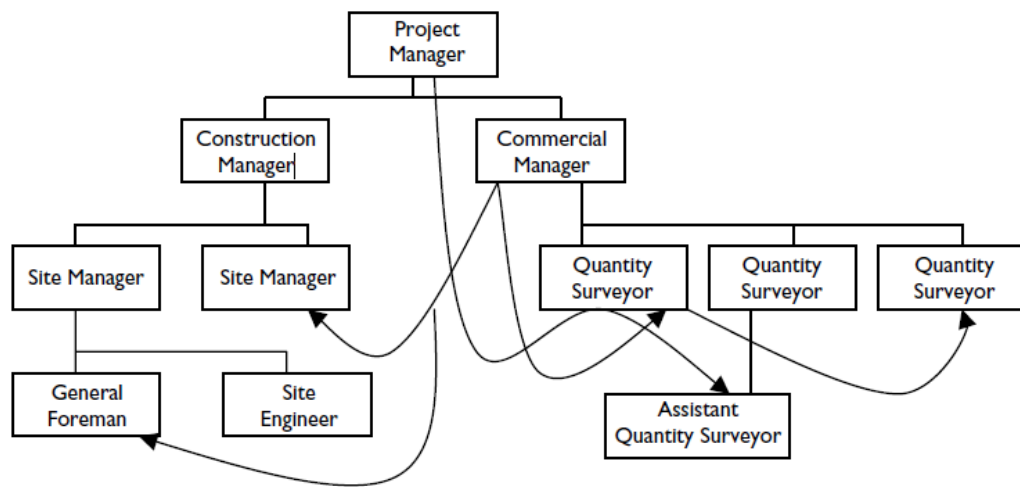 Project
Manager
Construction
Manager
Commercial
Manager
Site Manager
Site Manager
Quantity
Surveyor
Quantity
Surveyor
Quantity
Surveyor
General
Foreman
Site
Engineer
Assistant
Quantity Surveyor